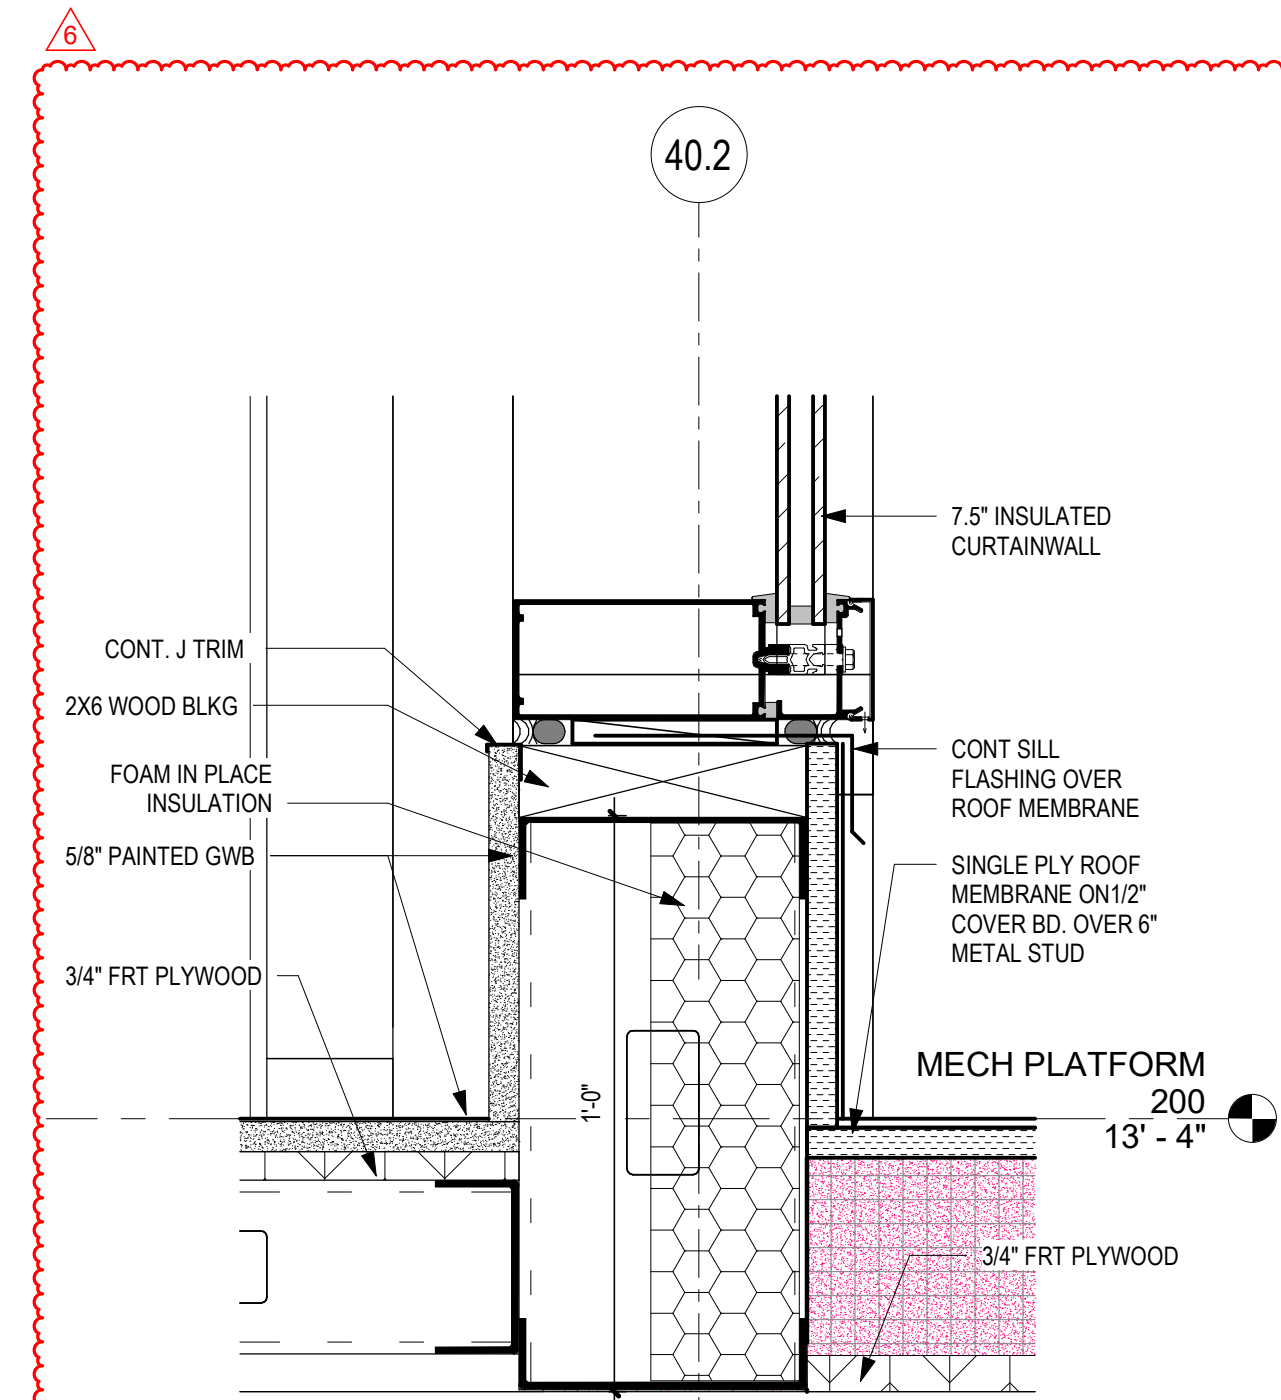 6
40.2
7.5" INSULATED
CURTAINWALL
CONT. J TRIM
2X6 WOOD BLKG
FOAM IN PLACE
INSULATION
5/8" PAINTED GWB
3/4" FRT PLYWOOD
CONT SILL
FLASHING OVER
ROOF MEMBRANE
SINGLE PLY ROOF
MEMBRANE ON1/2"
COVER BD. OVER 6"
METAL STUD
1'-0"
MECH PLATFORM
200
13' - 4"
3/4" FRT PLYWOOD